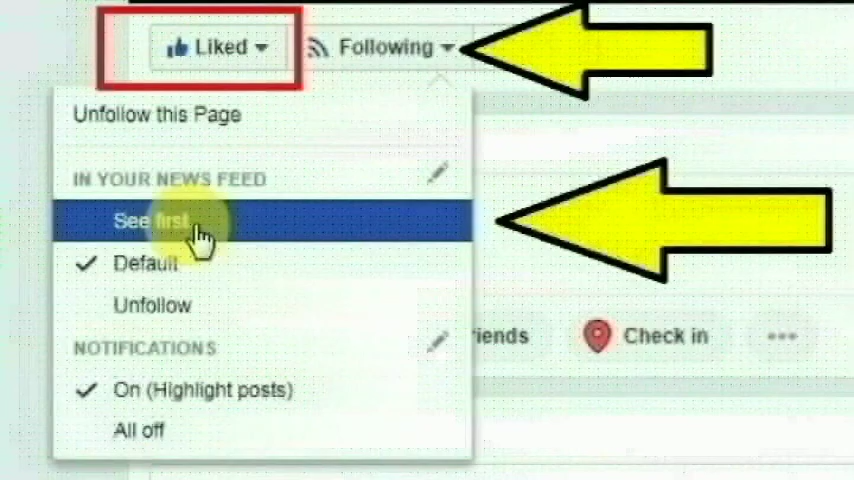 Liked Following
Unfollow this Page
IN YOUR NEWS FEED
See first
Default
Unfollow
riends Check in
NOTIFICATIONS
On (Highlight posts)
All off